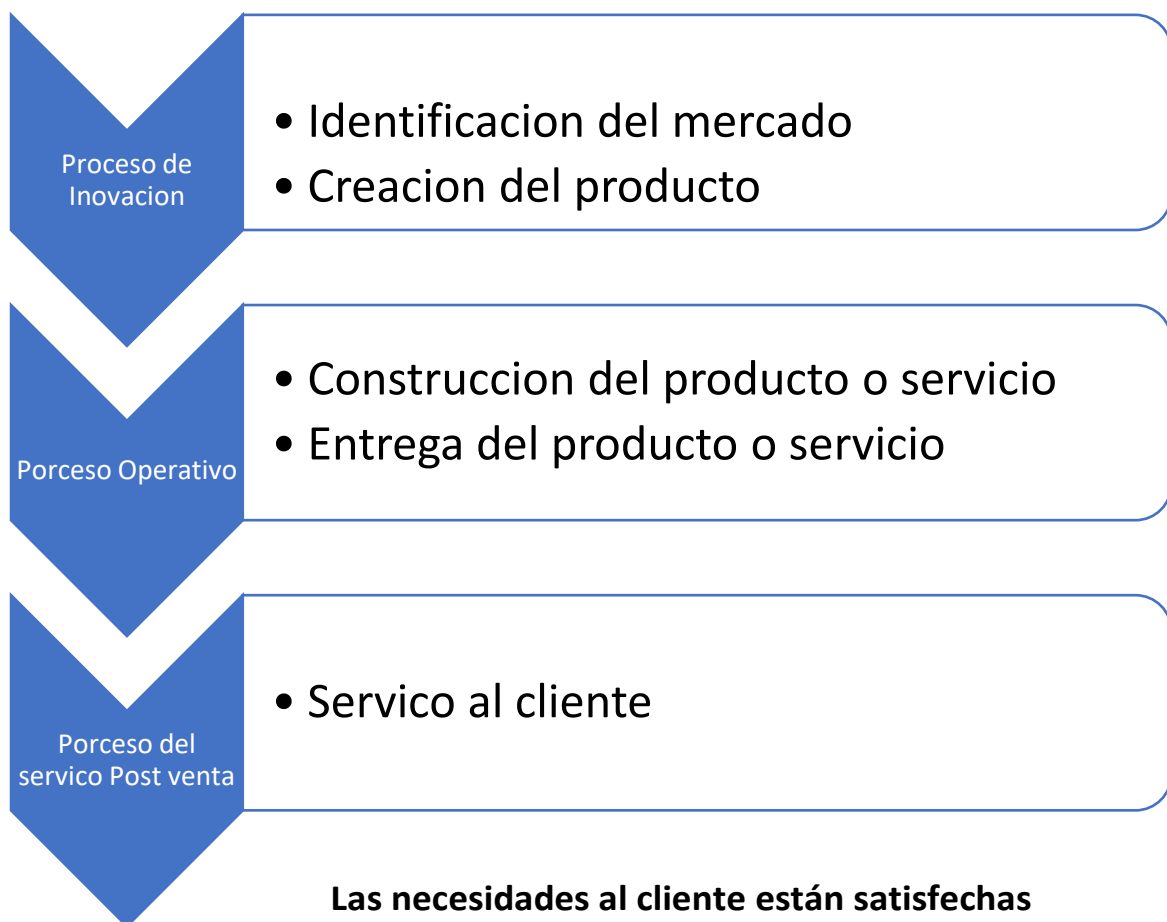 Proceso de
Inovacion
• Identificacion del mercado
• Creacion del producto
Porceso Operativo
• Construccion del producto o servicio
• Entrega del producto o servicio
Porceso del
servico Post venta
• Servico al cliente
Las necesidades al cliente están satisfechas